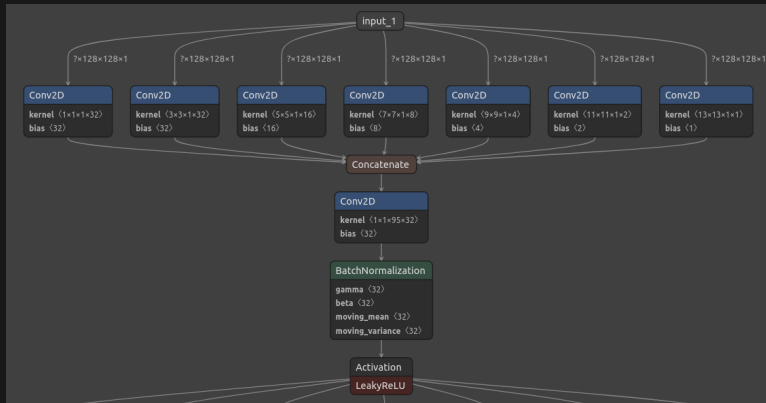 input_1
?×128×128×1 ?×128×128×1 ?×128×128×1 ?×128×128×1 ?×128×128×1 ?×128×128×1 ?×128×128×1
Conv2D Conv2D Conv2D Conv2D Conv2D Conv2D Conv2D
kernel 〈1×1×1×32〉 kernel 〈3×3×1×32〉 kernel 〈5×5×1×16〉 kernel 〈7×7×1×8〉 kernel 〈9×9×1×4〉 kernel 〈11×11×1×2〉 kernel 〈13×13×1×1〉
bias 〈32〉 bias 〈32〉 bias 〈16〉 bias 〈8〉 bias 〈4〉 bias 〈2〉 bias 〈1〉
Concatenate
Conv2D
kernel 〈1×1×95×32〉
bias 〈32〉
BatchNormalization
gamma 〈32〉
beta 〈32〉
moving_mean 〈32〉
moving_variance 〈32〉
Activation
LeakyReLU